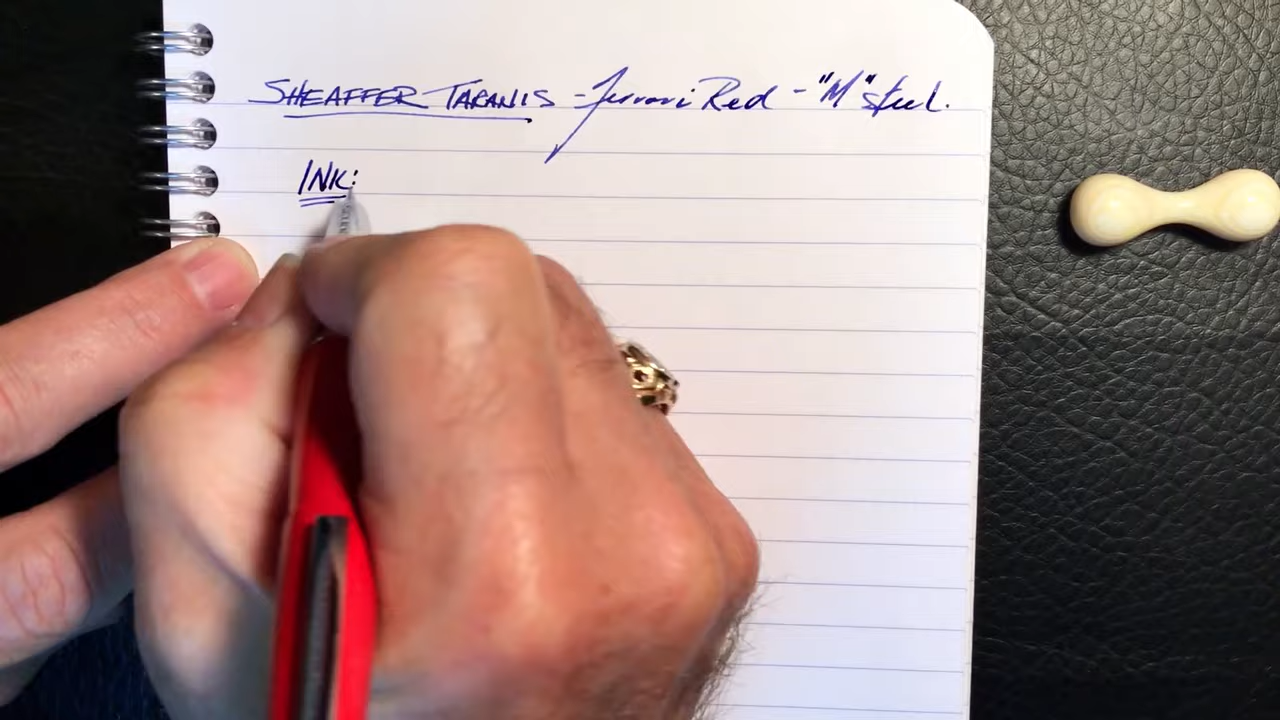 SHEAFFER TARANIS - Ferrari Red - "M" steel.
INK: